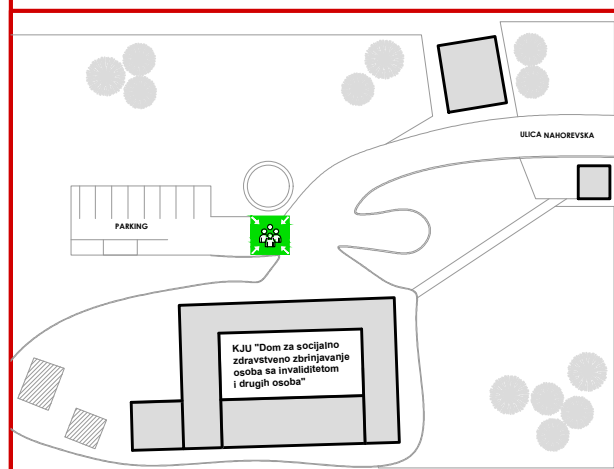 ULICA NAHOREVSKA
PARKING
KJU "Dom za socijalno
zdravstveno zbrinjavanje
osoba sa invaliditetom
i drugih osoba"